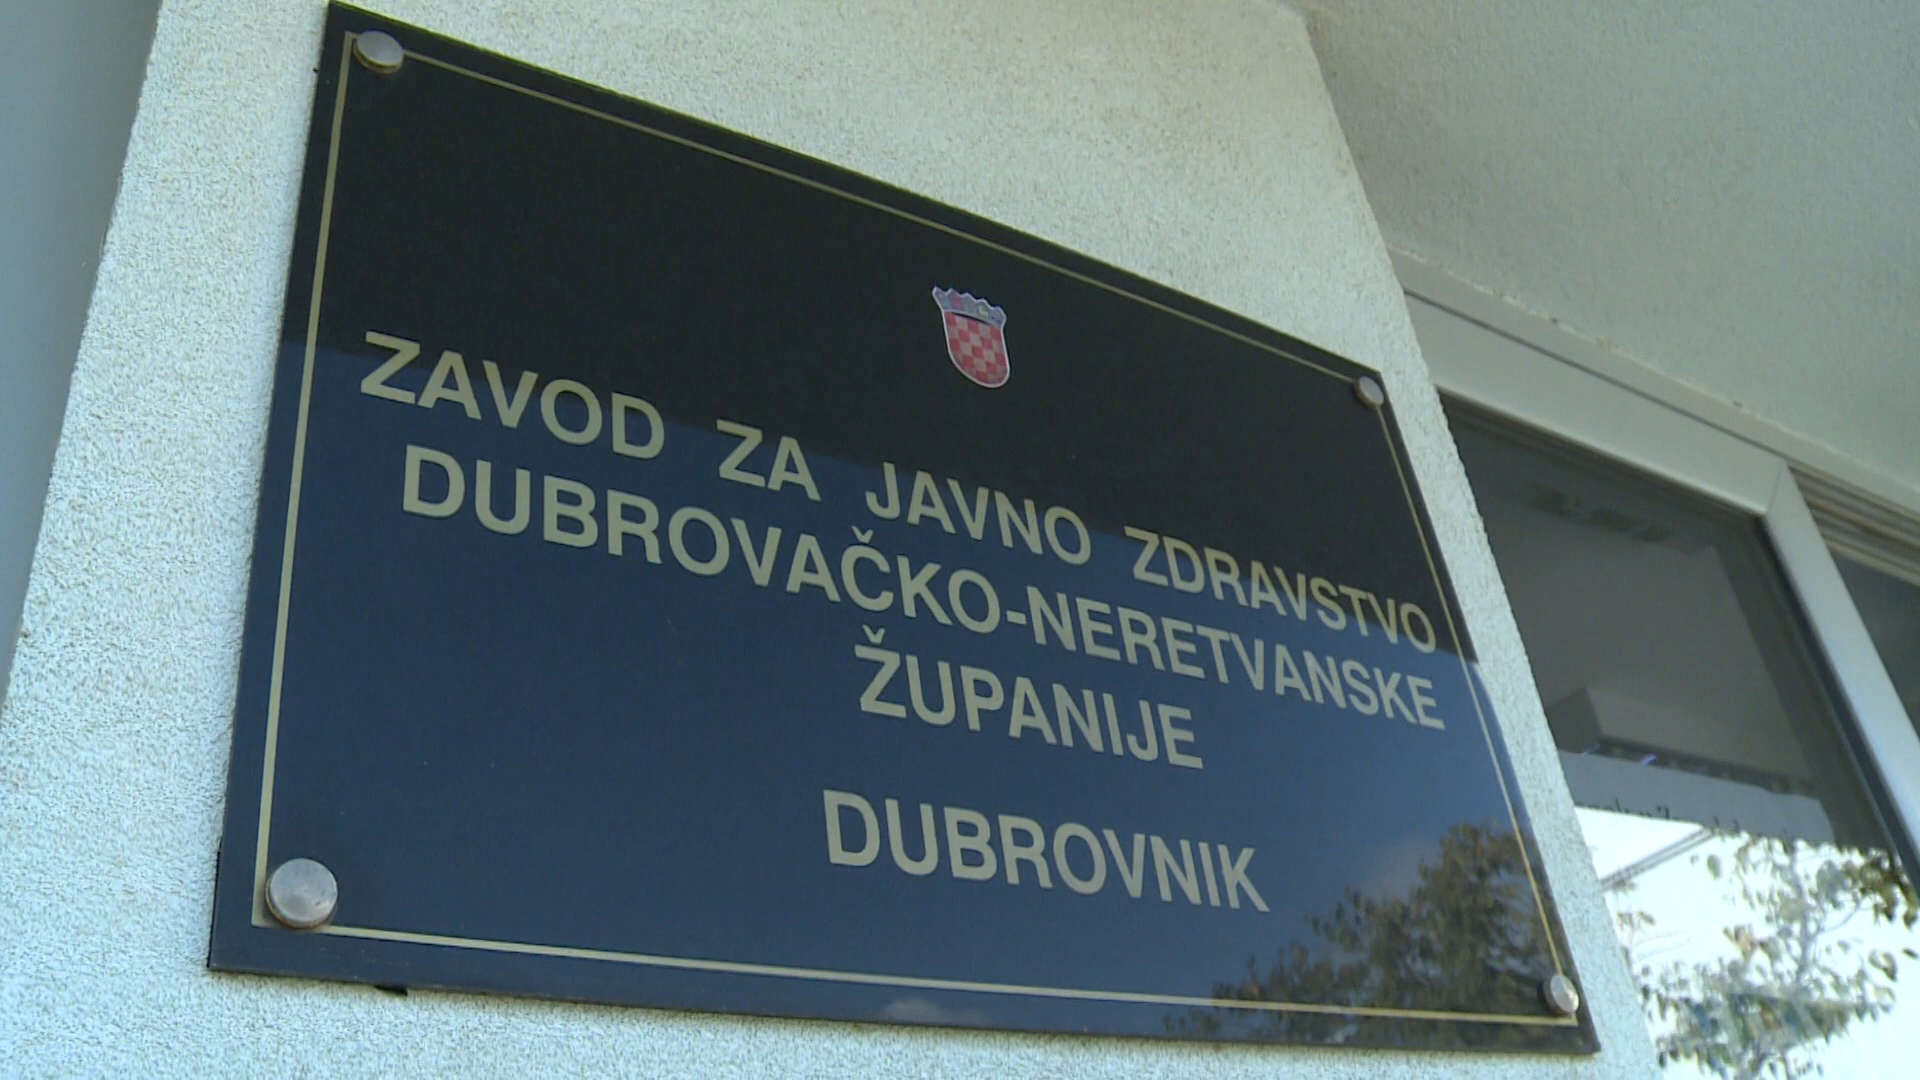 ZAVOD ZA JAVNO ZDRAVSTVO
DUBROVAČKO-NERETVANSKE
ŽUPANIJE
DUBROVNIK